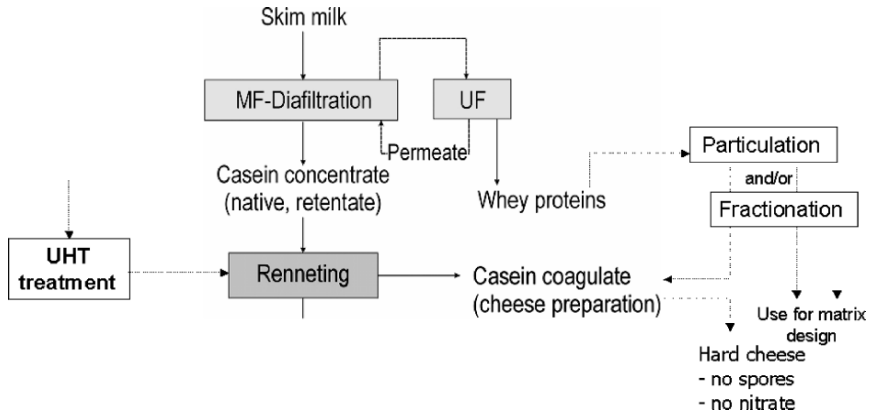 Skim milk
MF-Diafiltration
UF
Permeate
Casein concentrate
(native, retentate)
Whey proteins
Particulation
and/or
Fractionation
UHT
treatment
Renneting
Casein coagulate
(cheese preparation)
Use for matrix
design
Hard cheese
- no spores
- no nitrate